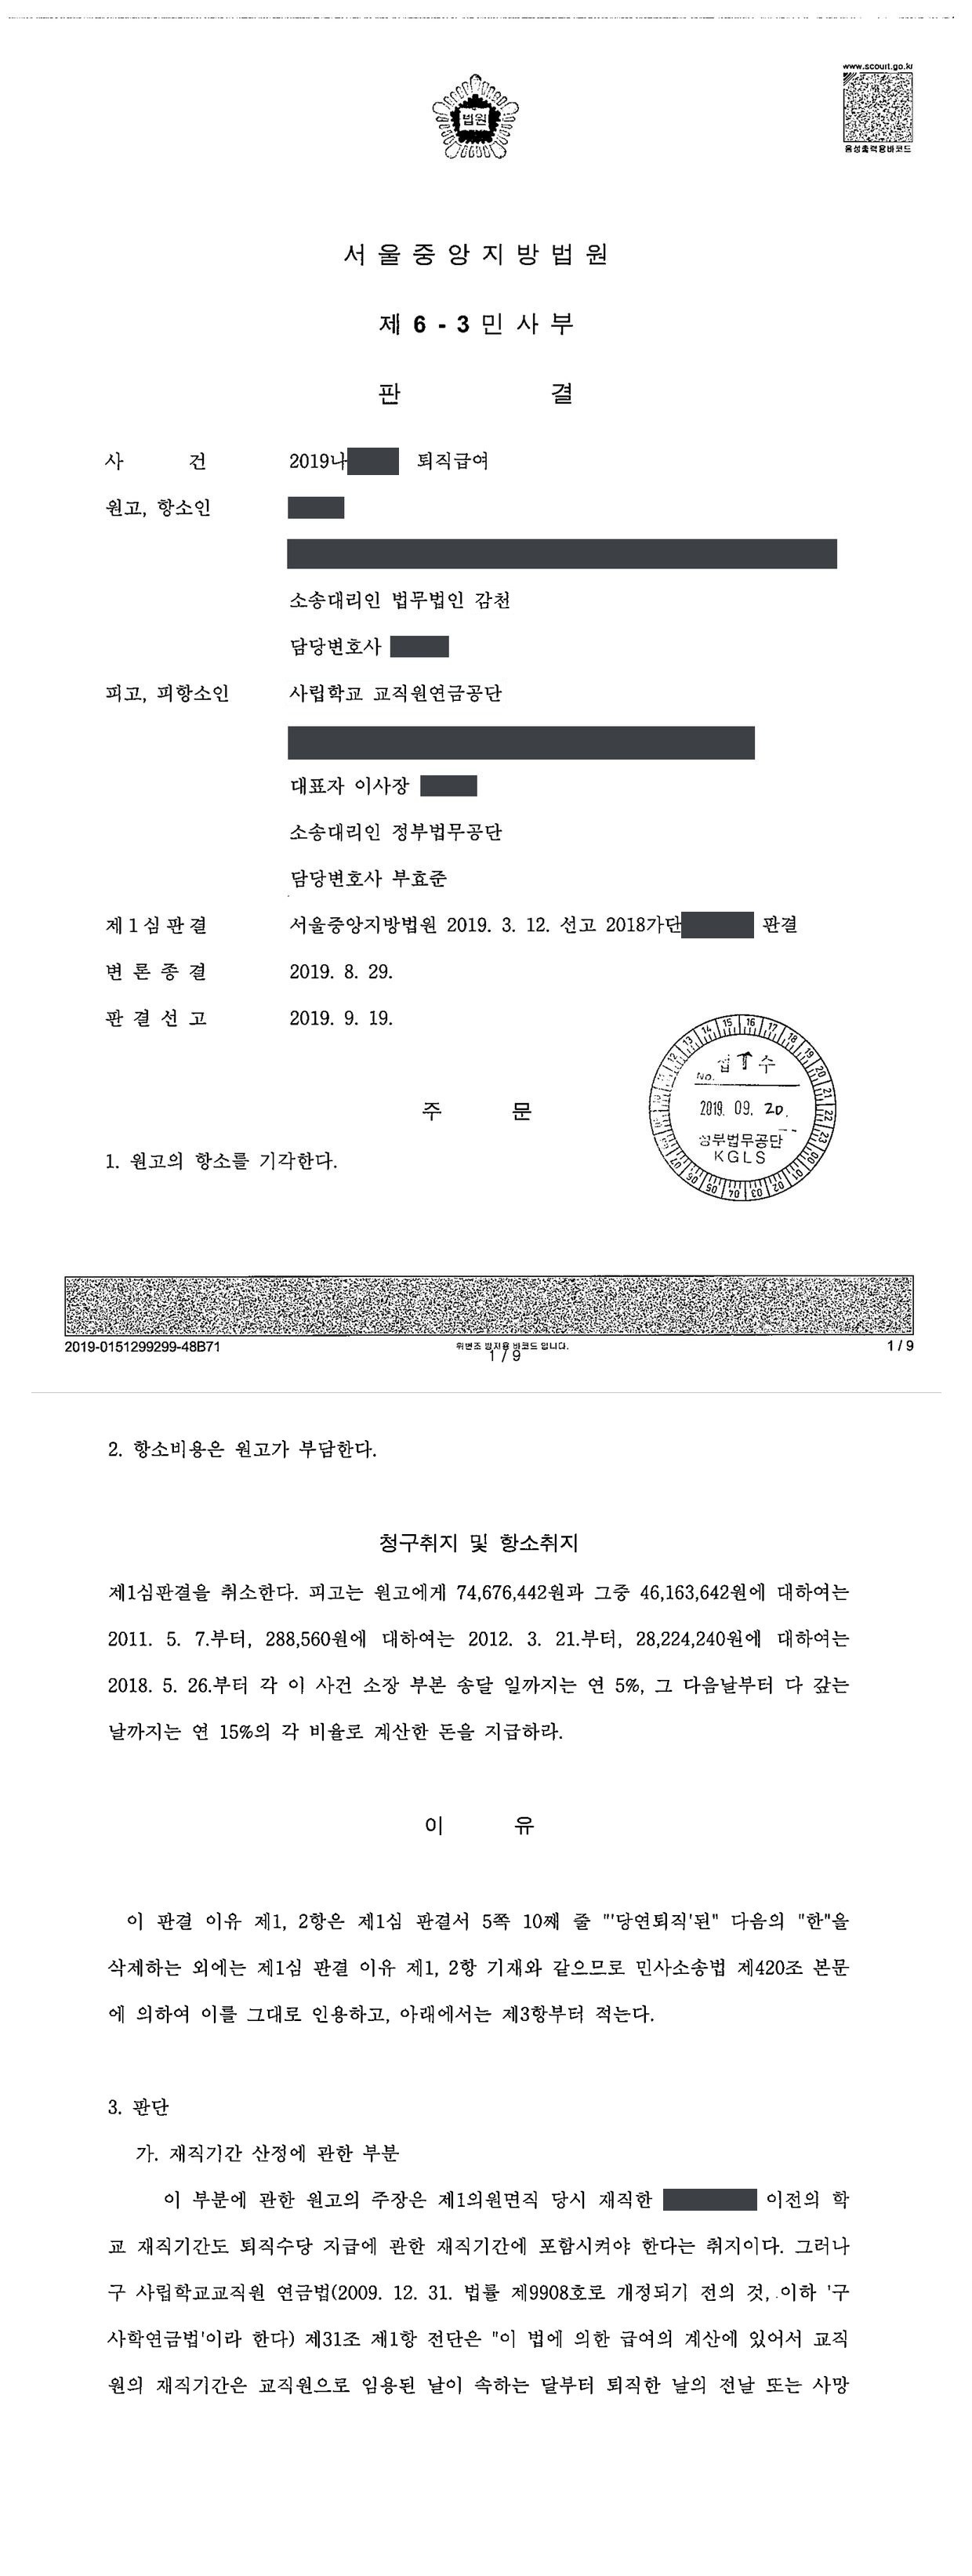 www.scourt.go.kr
법원
음성출력용바코드
서울중앙지방법원
제6-3민사부
판 결
사 건 2019나 퇴직급여
원고, 항소인
소송대리인 법무법인 감천
담당변호사
피고, 피항소인 사립학교 교직원연금공단
대표자 이사장
소송대리인 정부법무공단
담당변호사 부효준
제1심판결 서울중앙지방법원 2019. 3. 12. 선고 2018가단 판결
변론종결 2019. 8. 29.
판결선고 2019. 9. 19.
접수
No.
2019. 09. 20.
정부법무공단
KGLS
주 문
1. 원고의 항소를 기각한다.
2019-0151299299-48B71 위변조 방지용 바코드 입니다. 1 / 9
1 / 9
2. 항소비용은 원고가 부담한다.
청구취지 및 항소취지
제1심판결을 취소한다. 피고는 원고에게 74,676,442원과 그중 46,163,642원에 대하여는
2011. 5. 7.부터, 288,560원에 대하여는 2012. 3. 21.부터, 28,224,240원에 대하여는
2018. 5. 26.부터 각 이 사건 소장 부본 송달 일까지는 연 5%, 그 다음날부터 다 갚는
날까지는 연 15%의 각 비율로 계산한 돈을 지급하라.
이 유
이 판결 이유 제1, 2항은 제1심 판결서 5쪽 10째 줄 "'당연퇴직'된" 다음의 "한"을
삭제하는 외에는 제1심 판결 이유 제1, 2항 기재와 같으므로 민사소송법 제420조 본문
에 의하여 이를 그대로 인용하고, 아래에서는 제3항부터 적는다.
3. 판단
가. 재직기간 산정에 관한 부분
이 부분에 관한 원고의 주장은 제1의원면직 당시 재직한 이전의 학
교 재직기간도 퇴직수당 지급에 관한 재직기간에 포함시켜야 한다는 취지이다. 그러나
구 사립학교교직원 연금법(2009. 12. 31. 법률 제9908호로 개정되기 전의 것, 이하 '구
사학연금법'이라 한다) 제31조 제1항 전단은 "이 법에 의한 급여의 계산에 있어서 교직
원의 재직기간은 교직원으로 임용된 날이 속하는 달부터 퇴직한 날의 전날 또는 사망